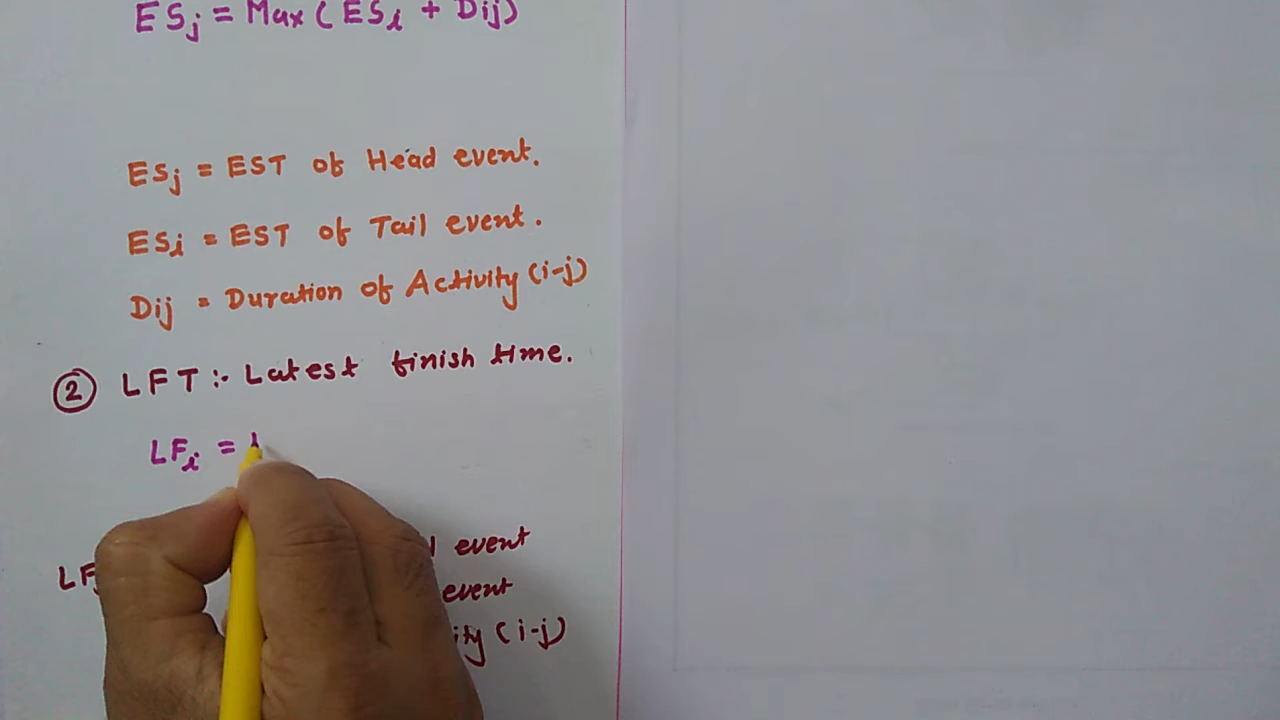 ESj = Max ( ESi + Dij)
ESj = EST of Head event.
ESi = EST of Tail event.
Dij = Duration of Activity (i-j)
② LFT :- Latest finish time.
LFi =
LF event
event
(i-j)